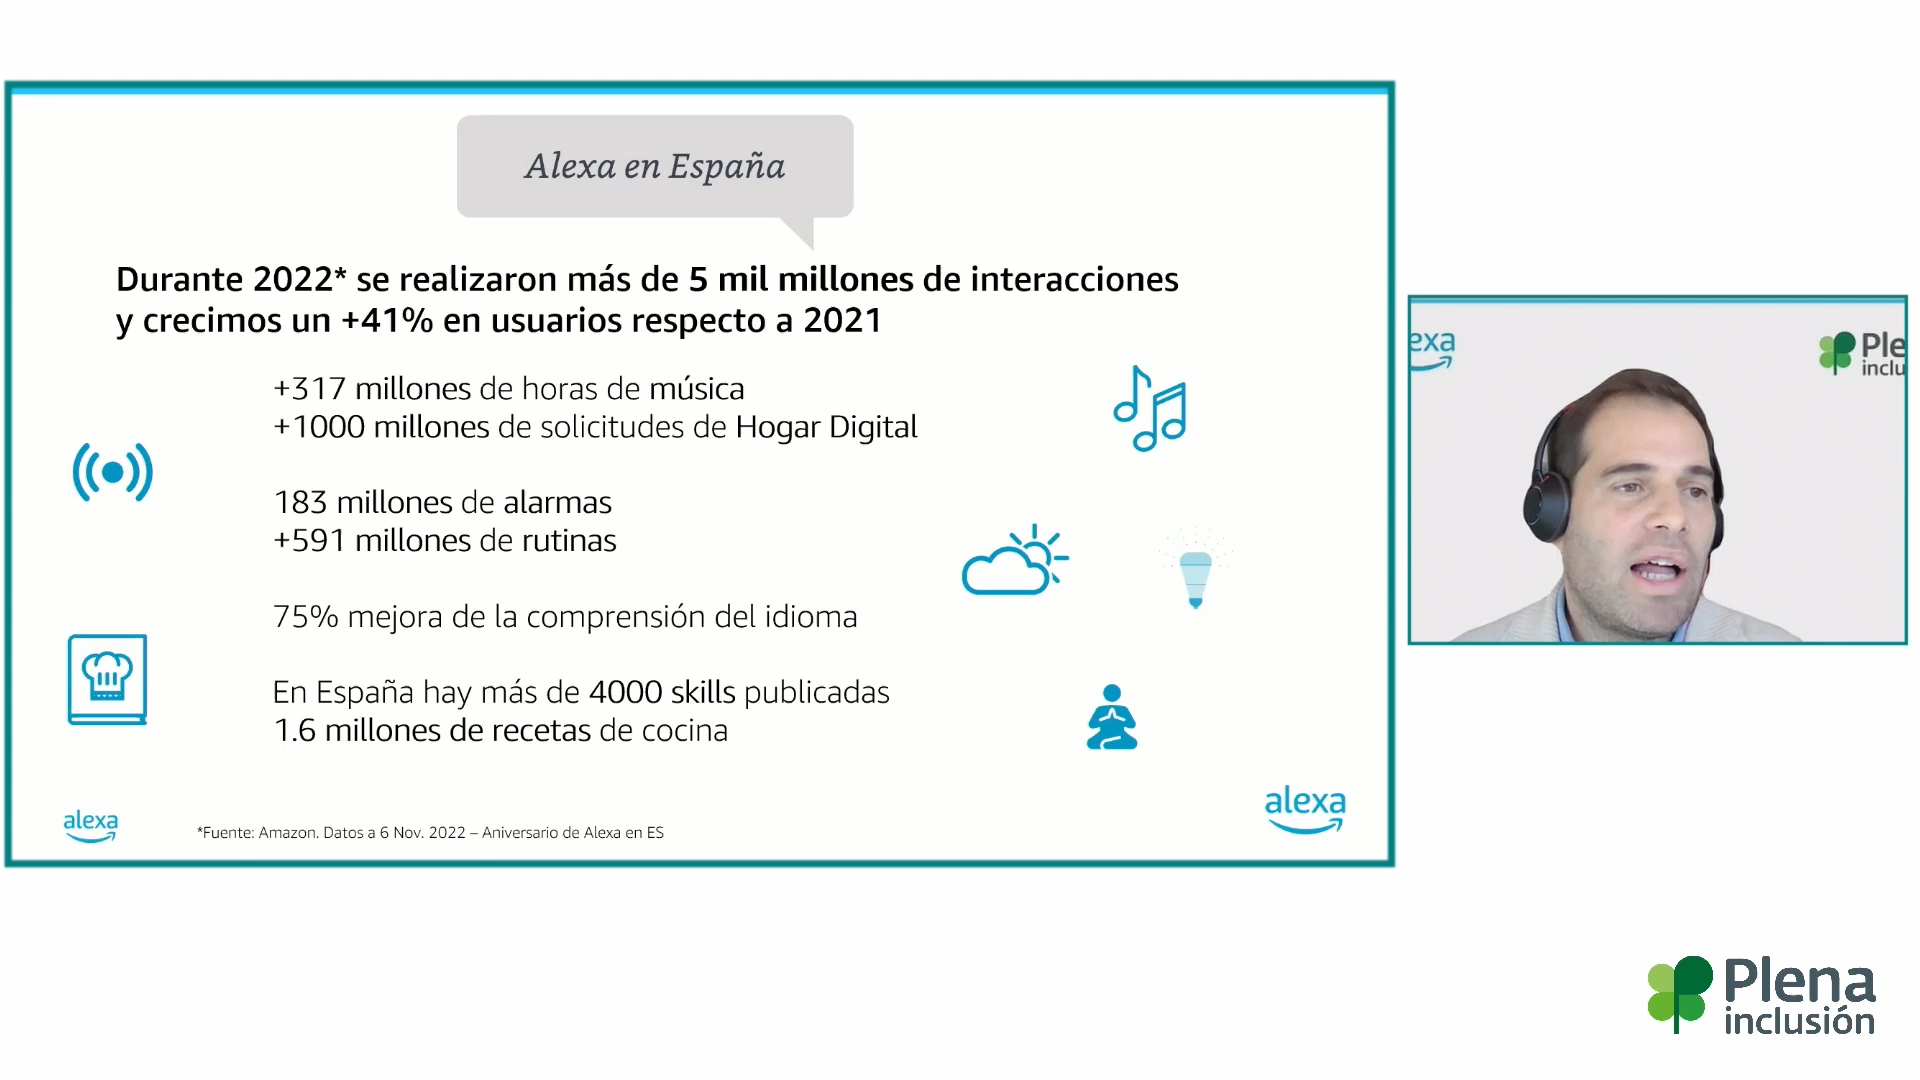 Alexa en España
Durante 2022* se realizaron más de 5 mil millones de interacciones
y crecimos un +41% en usuarios respecto a 2021
+317 millones de horas de música
+1000 millones de solicitudes de Hogar Digital
183 millones de alarmas
+591 millones de rutinas
75% mejora de la comprensión del idioma
En España hay más de 4000 skills publicadas
1.6 millones de recetas de cocina
alexa
*Fuente: Amazon. Datos a 6 Nov. 2022 – Aniversario de Alexa en ES
alexa
exa
Ple
inclu
Plena
inclusión